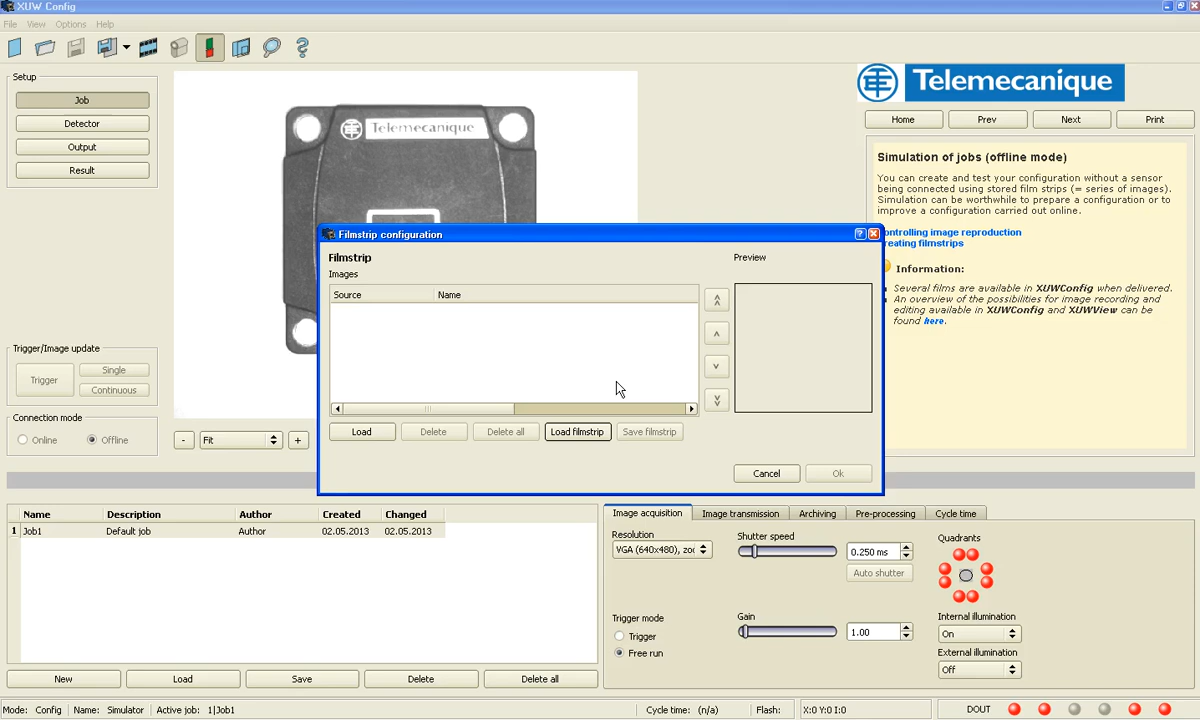 XUW Config
File View Options Help
Setup
Job
Detector
Output
Result
Trigger/Image update
Trigger
Single
Continuous
Connection mode
Online
Offline
Telemecanique
- Fit +
Telemecanique
Home Prev Next Print
Simulation of jobs (offline mode)
You can create and test your configuration without a sensor
being connected using stored film strips (= series of images).
Simulation can be worthwhile to prepare a configuration or to
improve a configuration carried out online.
ontrolling image reproduction
reating filmstrips
Information:
Several films are available in XUWConfig when delivered.
An overview of the possibilities for image recording and
editing available in XUWConfig and XUWView can be
found here.
Filmstrip configuration
Filmstrip
Images
Source Name
Preview
Load Delete Delete all Load filmstrip Save filmstrip
Cancel Ok
Name Description Author Created Changed
1 Job1 Default job Author 02.05.2013 02.05.2013
New Load Save Delete Delete all
Image acquisition Image transmission Archiving Pre-processing Cycle time
Resolution
VGA (640x480), zoo
Shutter speed
0.250 ms
Auto shutter
Trigger mode
Trigger
Free run
Gain
1.00
Quadrants
Internal illumination
On
External illumination
Off
Mode: Config Name: Simulator Active job: 1|Job1 Cycle time: (n/a) Flash: X:0 Y:0 I:0 DOUT